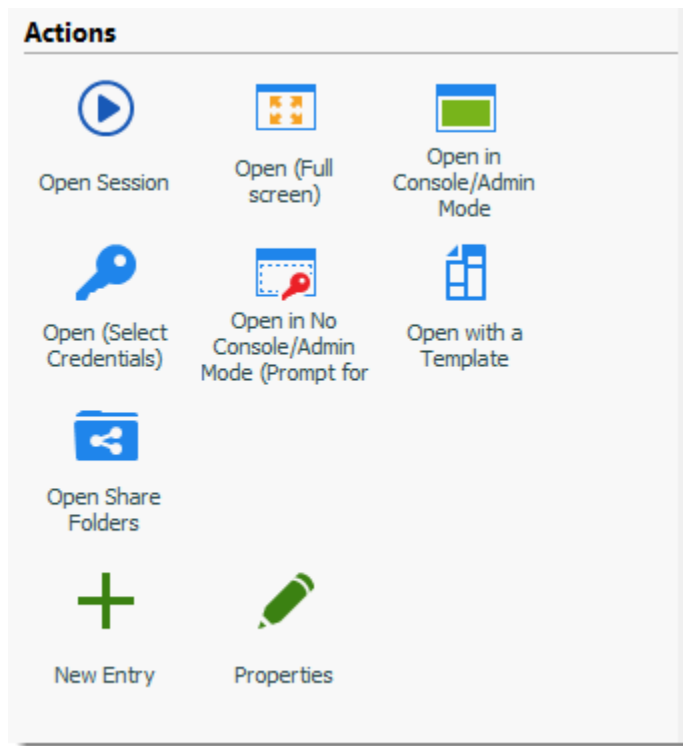 Actions
Open Session
Open (Full
screen)
Open in
Console/Admin
Mode
Open (Select
Credentials)
Open in No
Console/Admin
Mode (Prompt for
Open with a
Template
Open Share
Folders
New Entry
Properties